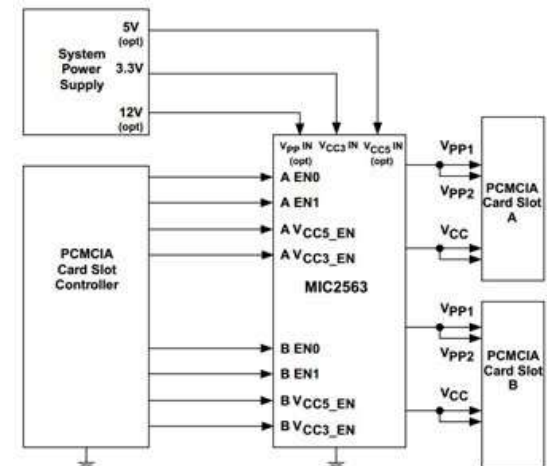 System
Power
Supply
5V
(opt)
3.3V
12V
(opt)
VPP IN
(opt)
VCC3 IN
VCC5 IN
(opt)
PCMCIA
Card Slot
Controller
A EN0
A EN1
A VCC5_EN
A VCC3_EN
MIC2563
B EN0
B EN1
B VCC5_EN
B VCC3_EN
VPP1
VPP2
VCC
PCMCIA
Card Slot
A
VPP1
VPP2
VCC
PCMCIA
Card Slot
B